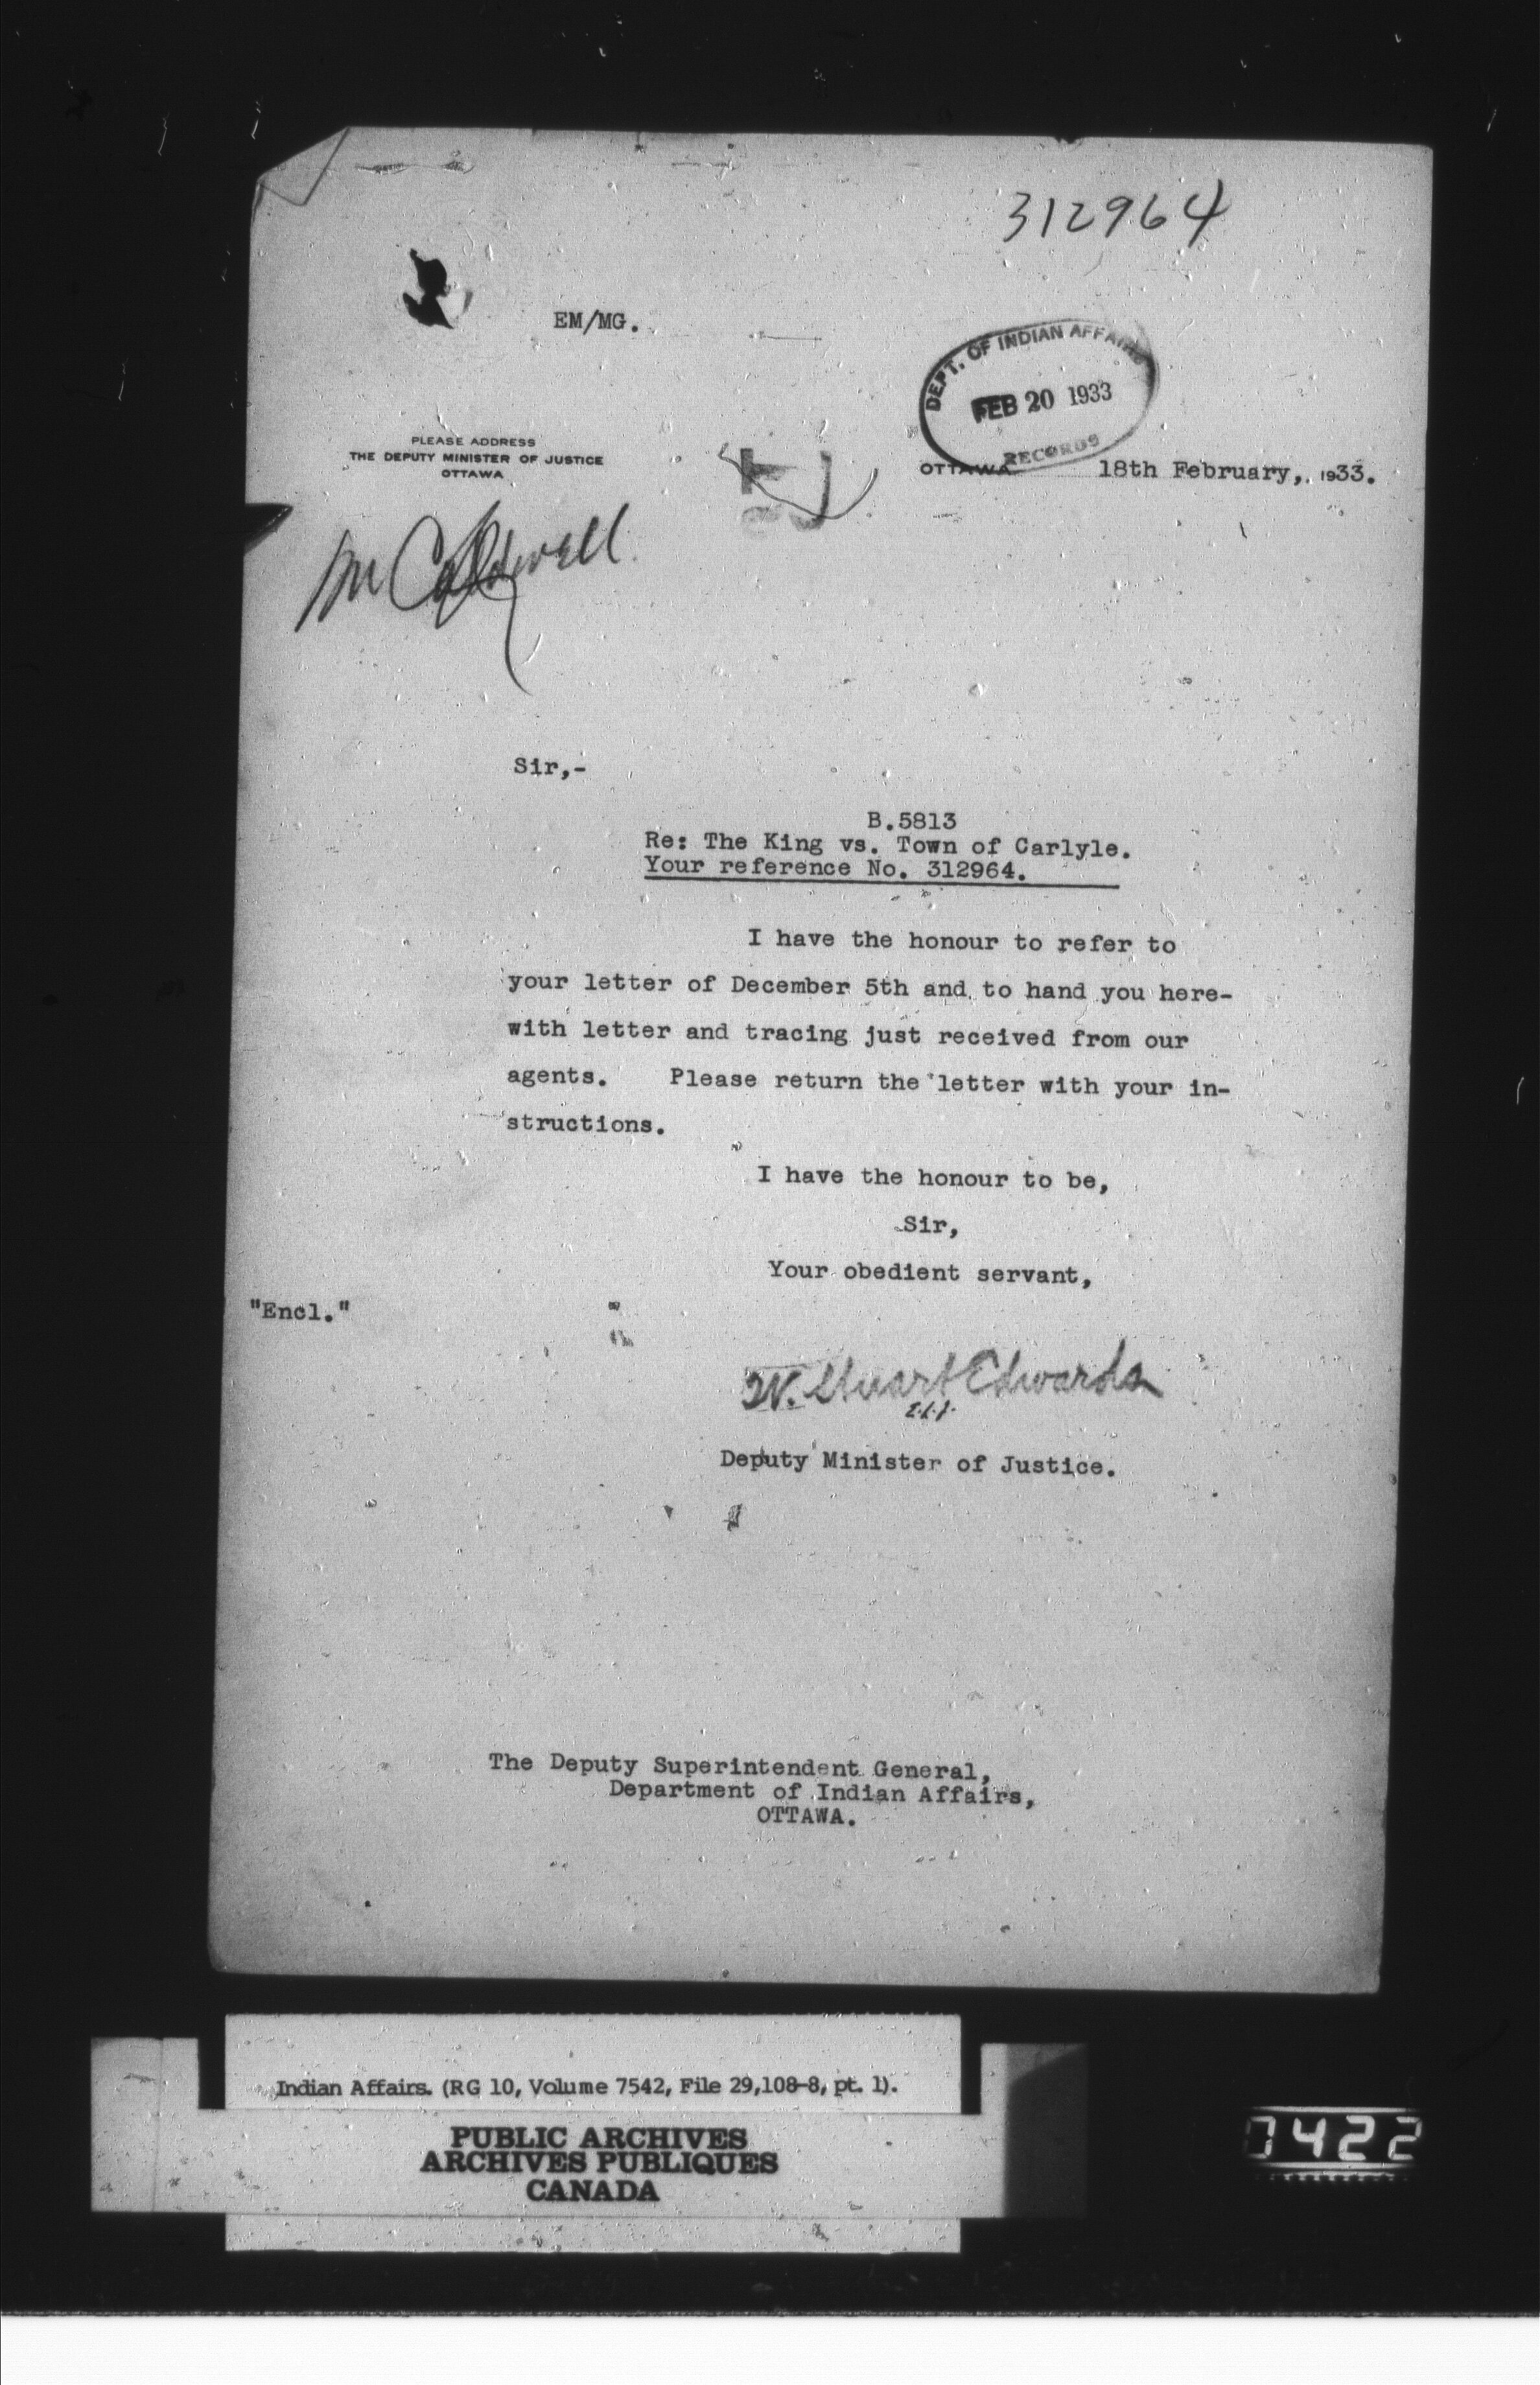 312964
EM/MG.
DEPT. OF INDIAN AFFAIRS
FEB 20 1933
RECORDS
PLEASE ADDRESS
THE DEPUTY MINISTER OF JUSTICE
OTTAWA
OTTAWA 18th February, 1933.
Mr Caldwell
Sir,-
B.5813
Re: The King vs. Town of Carlyle.
Your reference No. 312964.
I have the honour to refer to
your letter of December 5th and to hand you here-
with letter and tracing just received from our
agents. Please return the letter with your in-
structions.
I have the honour to be,
Sir,
Your obedient servant,
"Encl."
W. Stuart Edwards
Deputy Minister of Justice.
The Deputy Superintendent General,
Department of Indian Affairs,
OTTAWA.
Indian Affairs. (RG 10, Volume 7542, File 29,108-8, pt. 1).
PUBLIC ARCHIVES
ARCHIVES PUBLIQUES
CANADA
7422